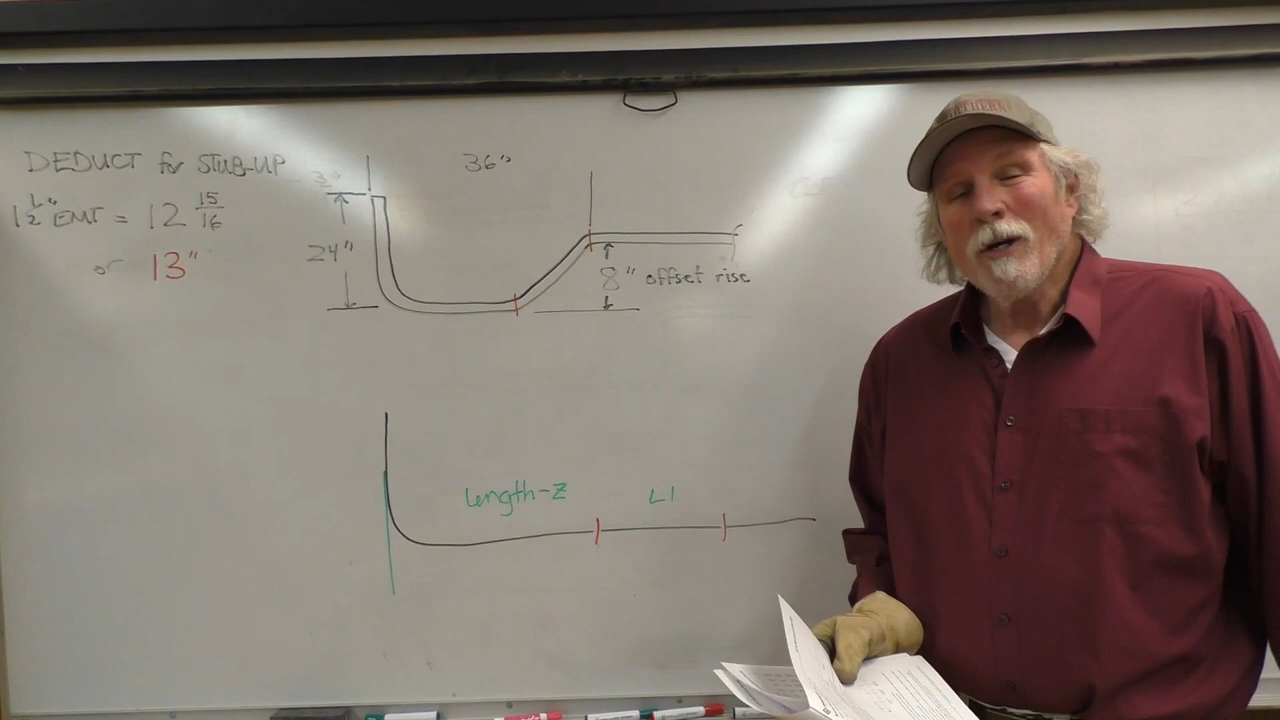 DEDUCT for STUB-UP
1 1/2" EMT = 12 15/16
or 13"
36"
24"
8" offset rise
Length-Z
L1